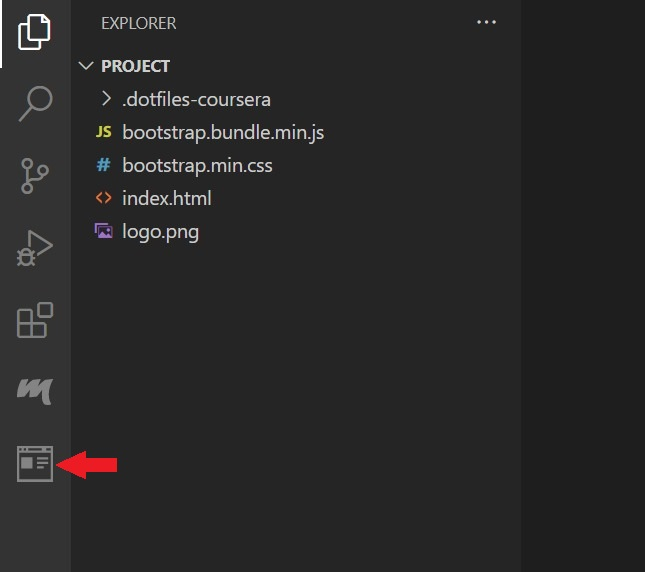 EXPLORER
PROJECT
.dotfiles-coursera
JS bootstrap.bundle.min.js
# bootstrap.min.css
<> index.html
logo.png